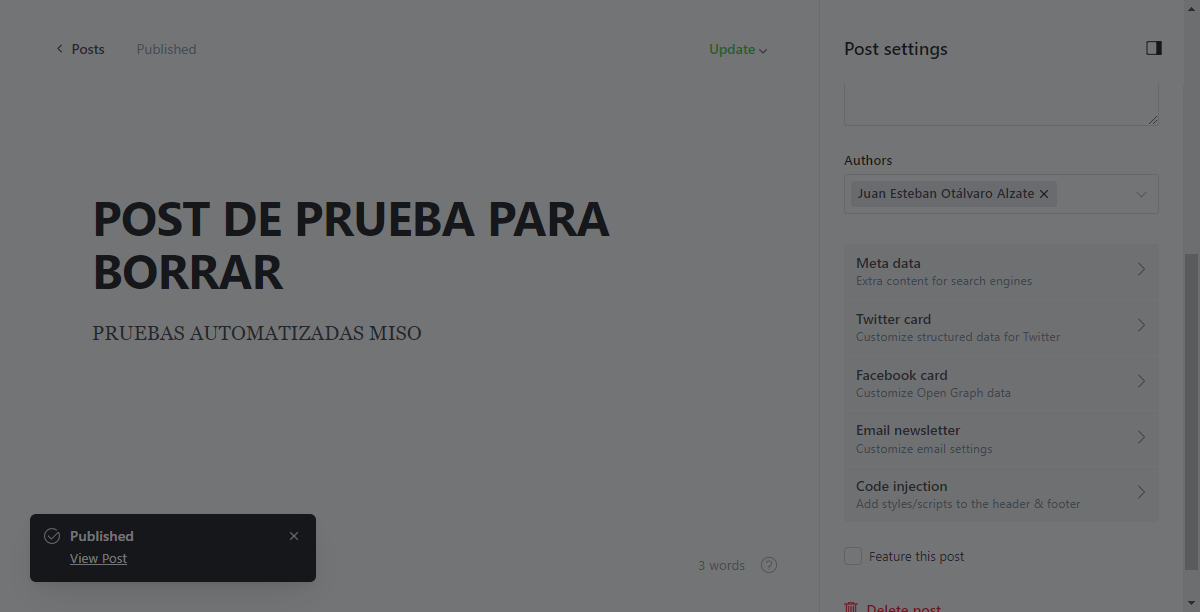 Posts
Published
Update
Post settings
Authors
Juan Esteban Otálvaro Alzate
POST DE PRUEBA PARA
BORRAR
PRUEBAS AUTOMATIZADAS MISO
Meta data
Extra content for search engines
Twitter card
Customize structured data for Twitter
Facebook card
Customize Open Graph data
Email newsletter
Customize email settings
Code injection
Add styles/scripts to the header & footer
Published
View Post
3 words
?
Feature this post
Delete post